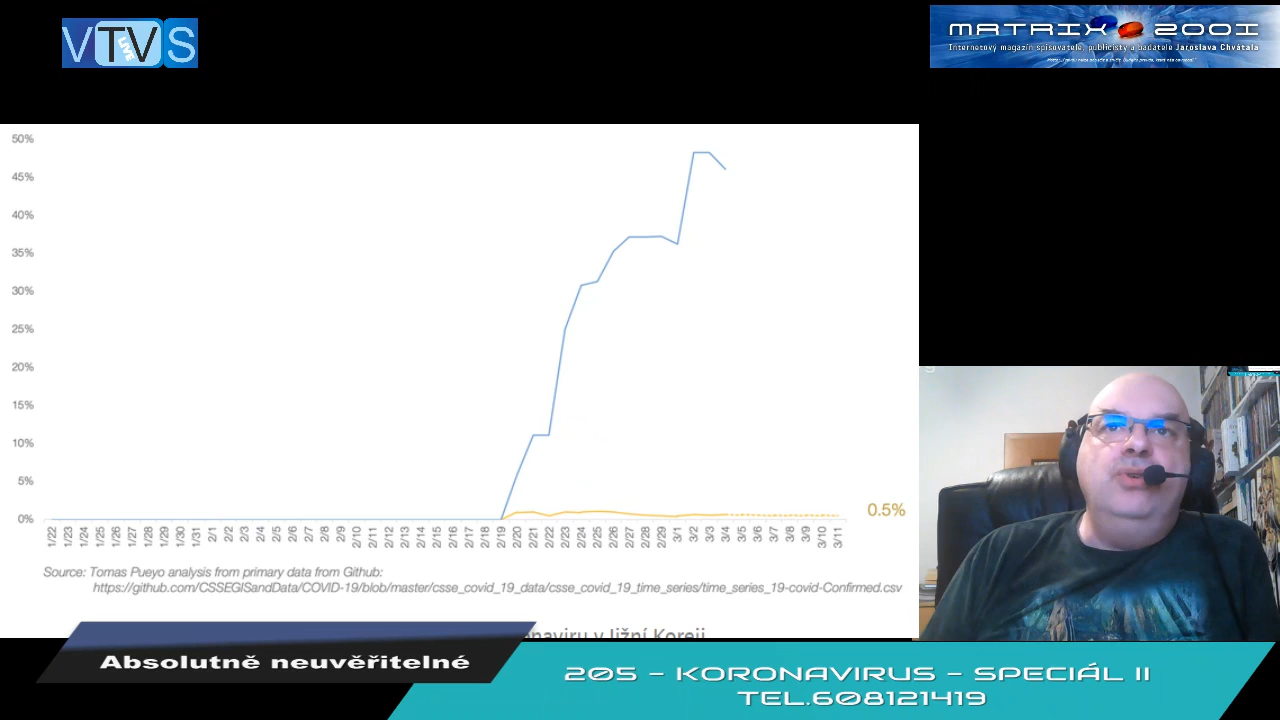 VTVS
LIVE
MATRIX 2001
Internetový magazín spisovatele, publicisty a badatele Jaroslava Chvátala
50%
45%
40%
35%
30%
25%
20%
15%
10%
5%
0%
0.5%
1/22 1/23 1/24 1/25 1/26 1/27 1/28 1/29 1/30 1/31 2/1 2/2 2/3 2/4 2/5 2/6 2/7 2/8 2/9 2/10 2/11 2/12 2/13 2/14 2/15 2/16 2/17 2/18 2/19 2/20 2/21 2/22 2/23 2/24 2/25 2/26 2/27 2/28 2/29 3/1 3/2 3/3 3/4 3/5 3/6 3/7 3/8 3/9 3/10 3/11
Source: Tomas Pueyo analysis from primary data from Github:
https://github.com/CSSEGISandData/COVID-19/blob/master/csse_covid_19_data/csse_covid_19_time_series/time_series_19-covid-Confirmed.csv
v Jižní Koreji
Absolutně neuvěřitelné
205 - KORONAVIRUS - SPECIÁL II
TEL.608121419